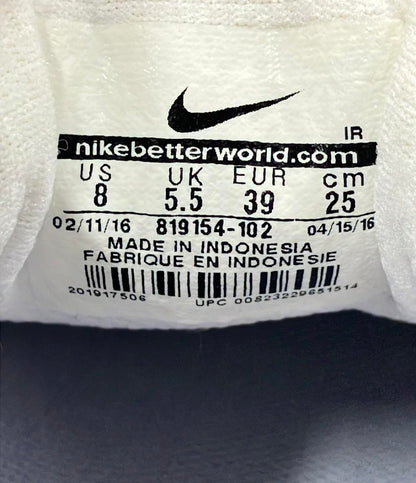 IR
nikebetterworld.com
US UK EUR cm
8 5.5 39 25
02/11/16 819154-102 04/15/16
MADE IN INDONESIA
FABRIQUE EN INDONESIE
201917506 UPC 00823229651514